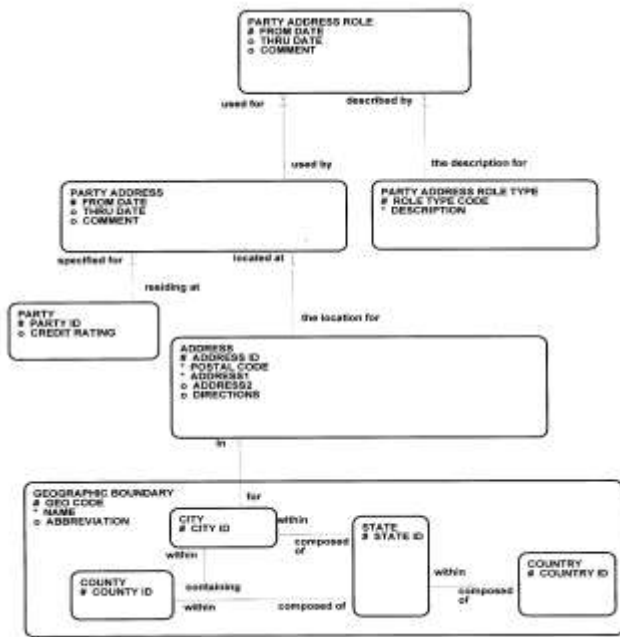 PARTY ADDRESS ROLE
# FROM DATE
o THRU DATE
o COMMENT
used for
described by
used by
the description for
PARTY ADDRESS
# FROM DATE
o THRU DATE
o COMMENT
PARTY ADDRESS ROLE TYPE
# ROLE TYPE CODE
* DESCRIPTION
specified for
located at
residing at
PARTY
# PARTY ID
o CREDIT RATING
the location for
ADDRESS
# ADDRESS ID
* POSTAL CODE
* ADDRESS1
o ADDRESS2
o DIRECTIONS
in
GEOGRAPHIC BOUNDARY
# GEO CODE
* NAME
o ABBREVIATION
for
CITY
# CITY ID
within
composed of
STATE
# STATE ID
within
containing
COUNTY
# COUNTY ID
within
composed of
within
composed of
COUNTRY
# COUNTRY ID